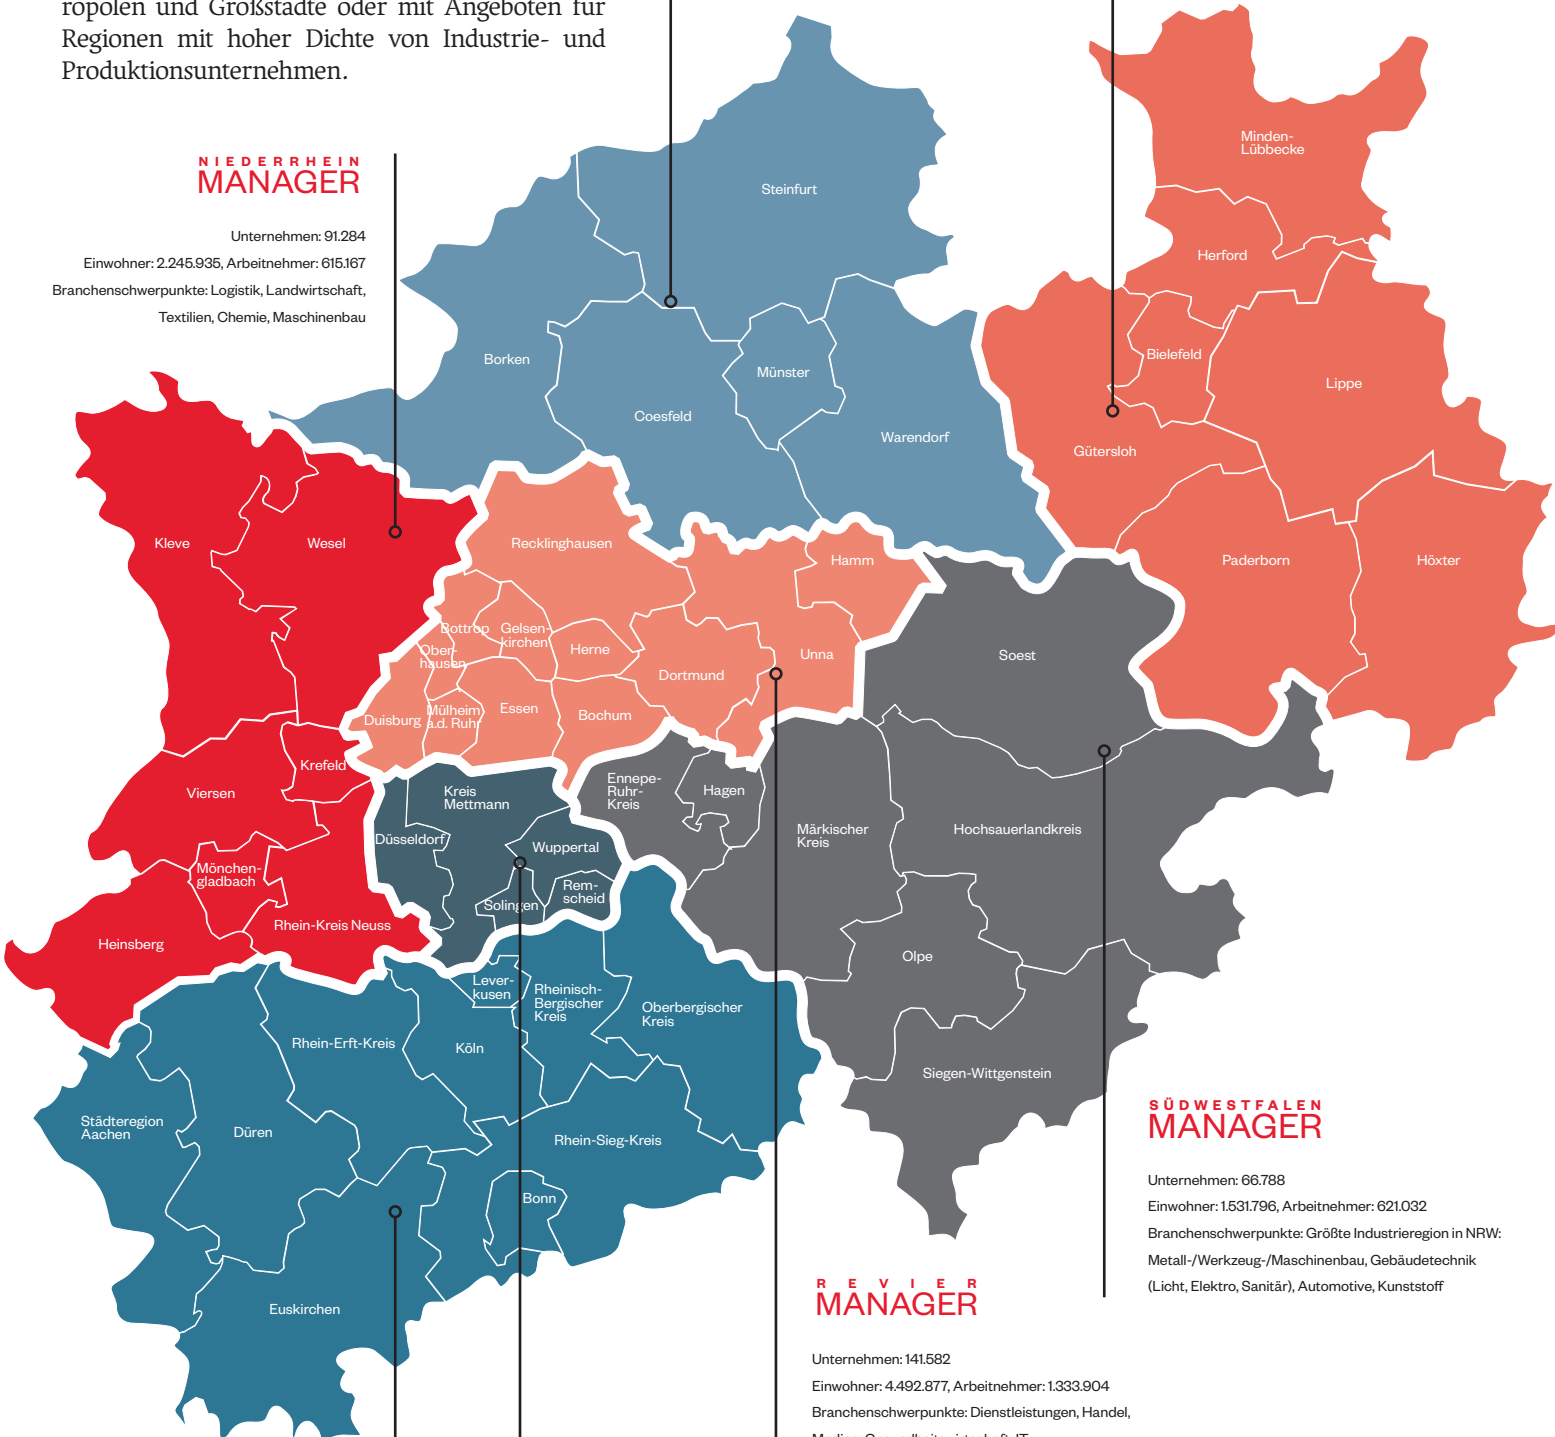 ropolen und Großstädte oder mit Angeboten für
Regionen mit hoher Dichte von Industrie- und
Produktionsunternehmen.
NIEDERRHEIN
MANAGER
Unternehmen: 91.284
Einwohner: 2.245.935, Arbeitnehmer: 615.167
Branchenschwerpunkte: Logistik, Landwirtschaft,
Textilien, Chemie, Maschinenbau
Minden-
Lübbecke
Steinfurt
Herford
Borken
Bielefeld
Münster
Lippe
Coesfeld
Warendorf
Gütersloh
Kleve
Wesel
Recklinghausen
Hamm
Paderborn
Höxter
Bottrop
Gelsen-
kirchen
Ober-
hausen
Herne
Unna
Soest
Dortmund
Duisburg
Mülheim
a.d. Ruhr
Essen
Bochum
Krefeld
Viersen
Kreis
Mettmann
Ennepe-
Ruhr-
Kreis
Hagen
Düsseldorf
Wuppertal
Märkischer
Kreis
Hochsauerlandkreis
Mönchen-
gladbach
Rem-
scheid
Solingen
Rhein-Kreis Neuss
Heinsberg
Olpe
Lever-
kusen
Rheinisch-
Bergischer
Kreis
Oberbergischer
Kreis
Rhein-Erft-Kreis
Köln
Siegen-Wittgenstein
Städteregion
Aachen
Düren
Rhein-Sieg-Kreis
Bonn
Euskirchen
SÜDWESTFALEN
MANAGER
Unternehmen: 66.788
Einwohner: 1.531.796, Arbeitnehmer: 621.032
Branchenschwerpunkte: Größte Industrieregion in NRW:
Metall-/Werkzeug-/Maschinenbau, Gebäudetechnik
(Licht, Elektro, Sanitär), Automotive, Kunststoff
REVIER
MANAGER
Unternehmen: 141.582
Einwohner: 4.492.877, Arbeitnehmer: 1.333.904
Branchenschwerpunkte: Dienstleistungen, Handel,